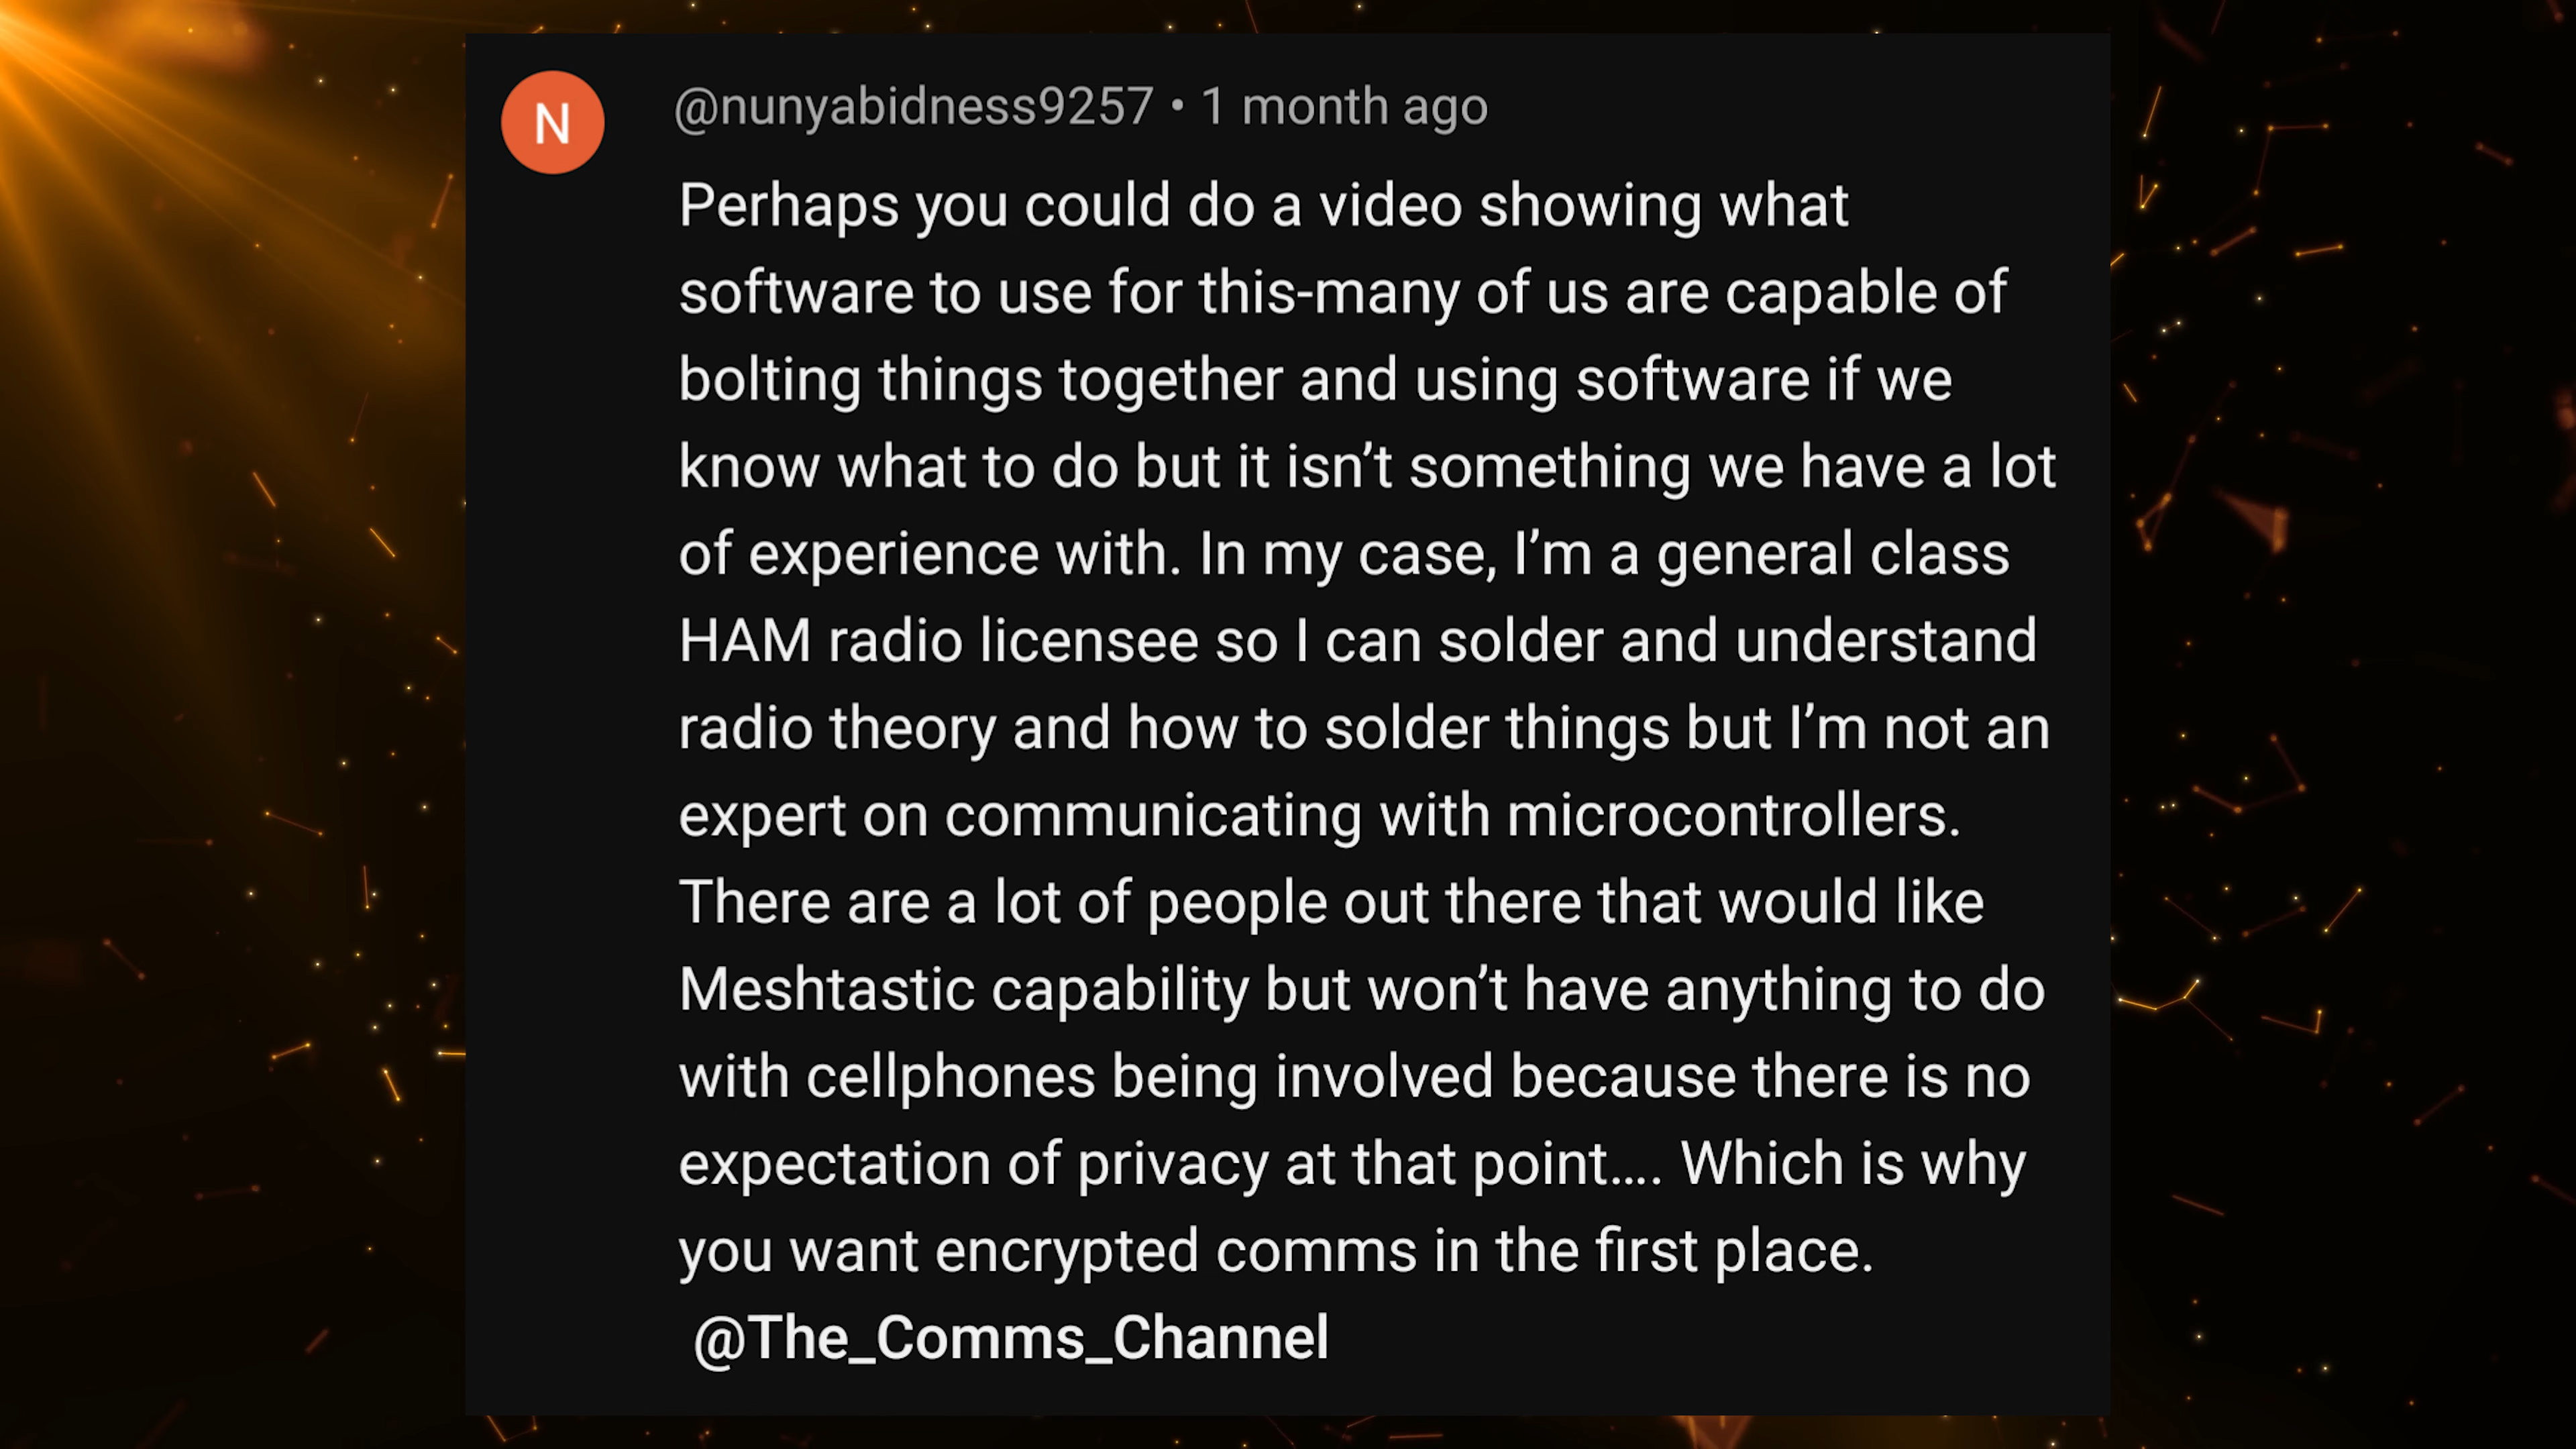 N
@nunyabidness9257 • 1 month ago
Perhaps you could do a video showing what
software to use for this-many of us are capable of
bolting things together and using software if we
know what to do but it isn’t something we have a lot
of experience with. In my case, I’m a general class
HAM radio licensee so I can solder and understand
radio theory and how to solder things but I’m not an
expert on communicating with microcontrollers.
There are a lot of people out there that would like
Meshtastic capability but won’t have anything to do
with cellphones being involved because there is no
expectation of privacy at that point.... Which is why
you want encrypted comms in the first place.
@The_Comms_Channel